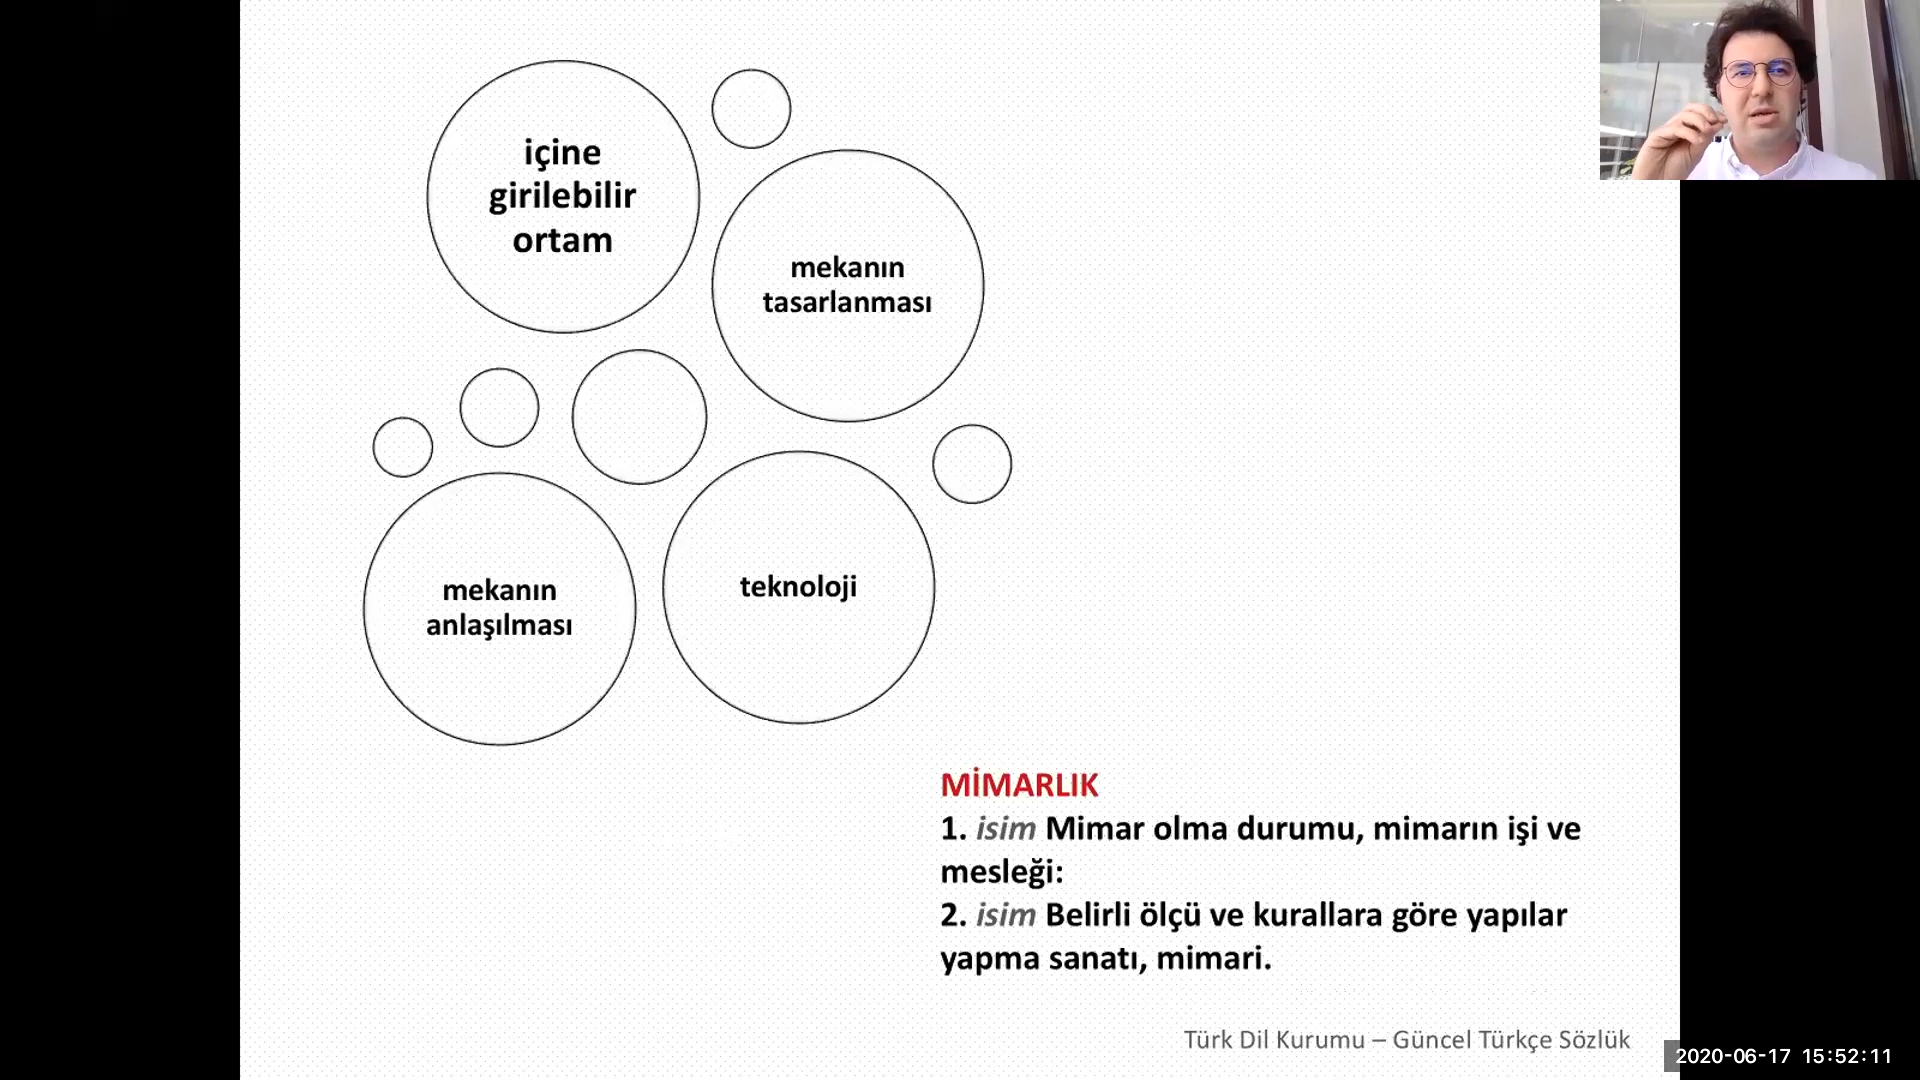 içine
girilebilir
ortam
mekanın
tasarlanması
mekanın
anlaşılması
teknoloji
MİMARLIK
1. isim Mimar olma durumu, mimarın işi ve
mesleği:
2. isim Belirli ölçü ve kurallara göre yapılar
yapma sanatı, mimari.
Türk Dil Kurumu – Güncel Türkçe Sözlük
2020-06-17 15:52:11